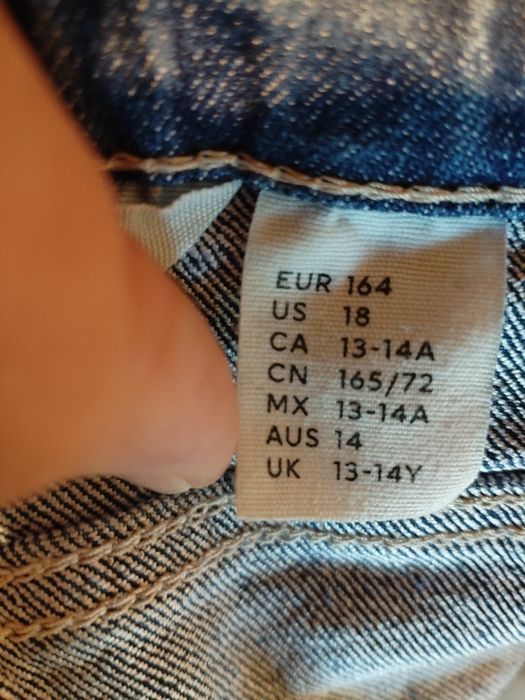 EUR 164
US 18
CA 13-14A
CN 165/72
MX 13-14A
AUS 14
UK 13-14Y